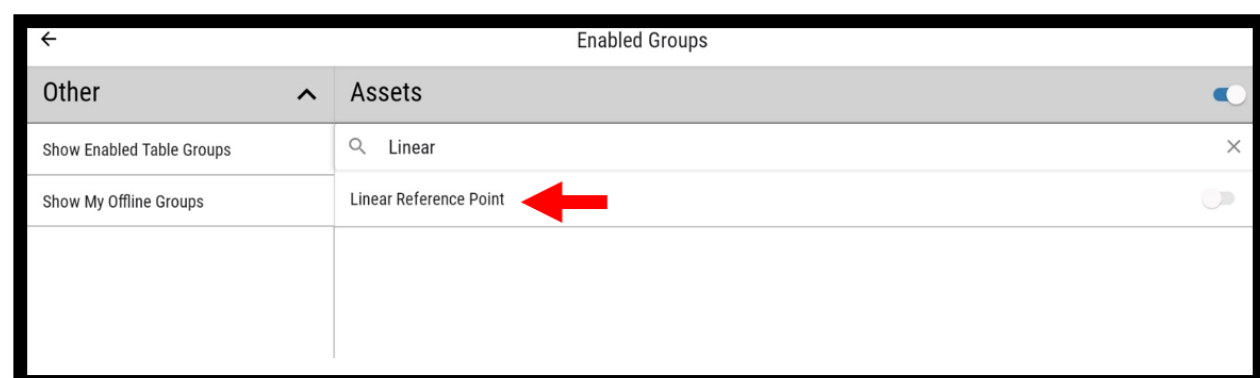 Enabled Groups
Other
Assets
Show Enabled Table Groups
Linear
Show My Offline Groups
Linear Reference Point